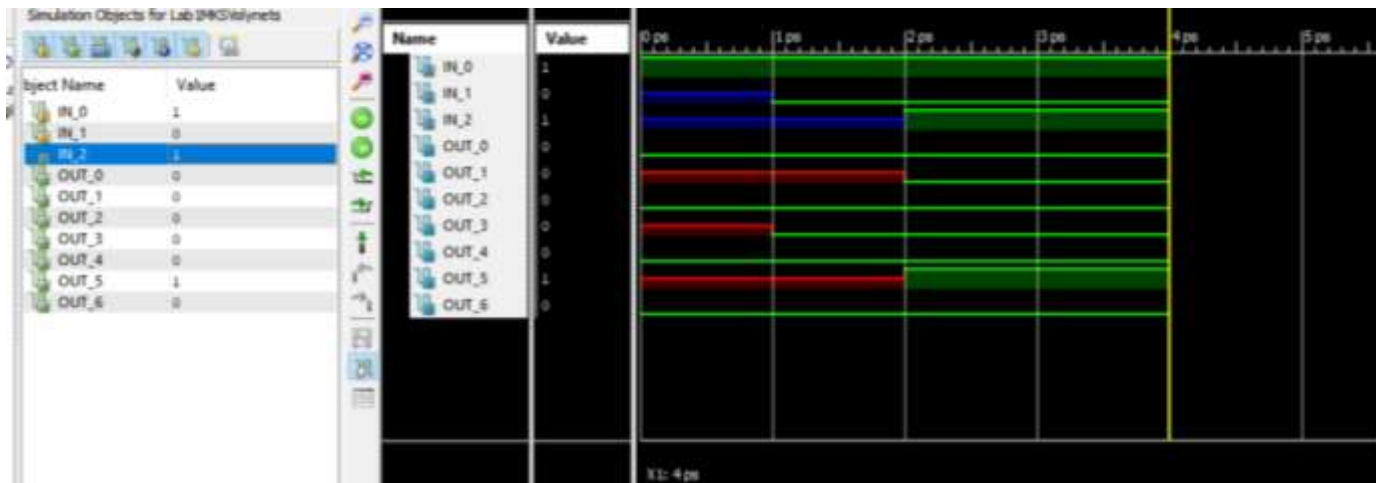 Simulation Objects for Lab1MKSVolynets
bject Name Value
IN_0 1
IN_1 0
IN_2 1
OUT_0 0
OUT_1 0
OUT_2 0
OUT_3 0
OUT_4 0
OUT_5 1
OUT_6 0
Name Value
IN_0 1
IN_1 0
IN_2 1
OUT_0 0
OUT_1 0
OUT_2 0
OUT_3 0
OUT_4 0
OUT_5 1
OUT_6 0
0 ps 1 ps 2 ps 3 ps 4 ps 5 ps
X1: 4 ps